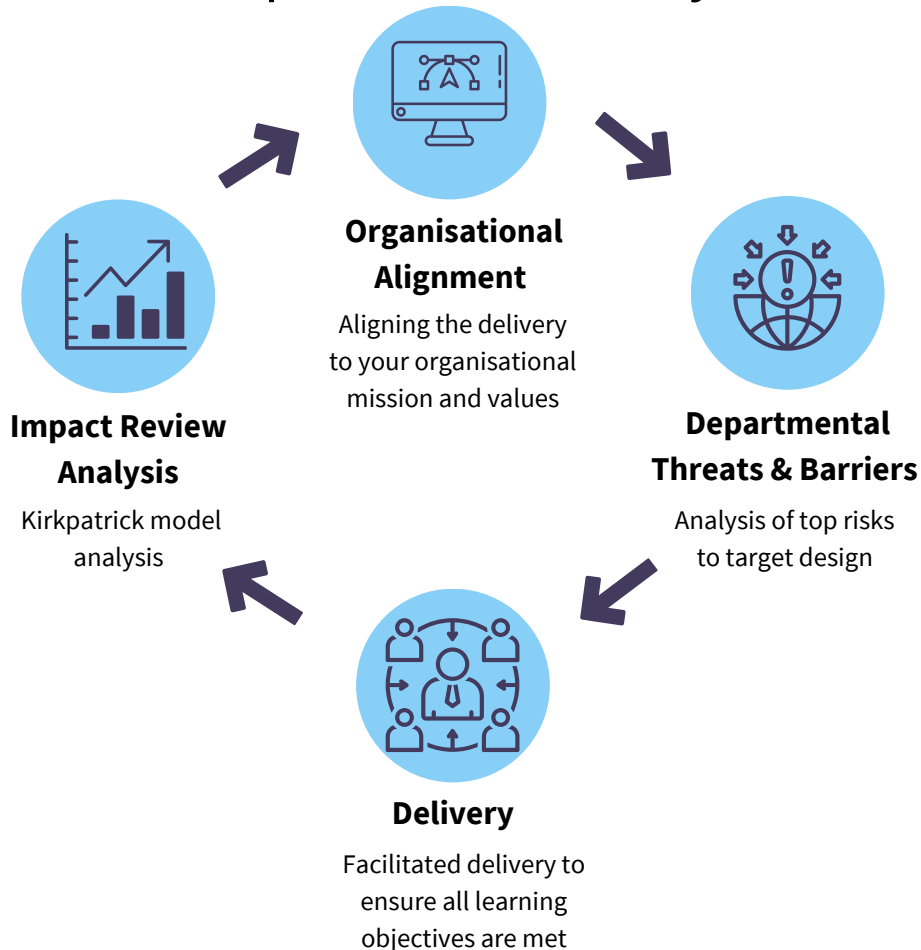 Organisational
Alignment
Aligning the delivery
to your organisational
mission and values
Departmental
Threats & Barriers
Analysis of top risks
to target design
Delivery
Facilitated delivery to
ensure all learning
objectives are met
Impact Review
Analysis
Kirkpatrick model
analysis